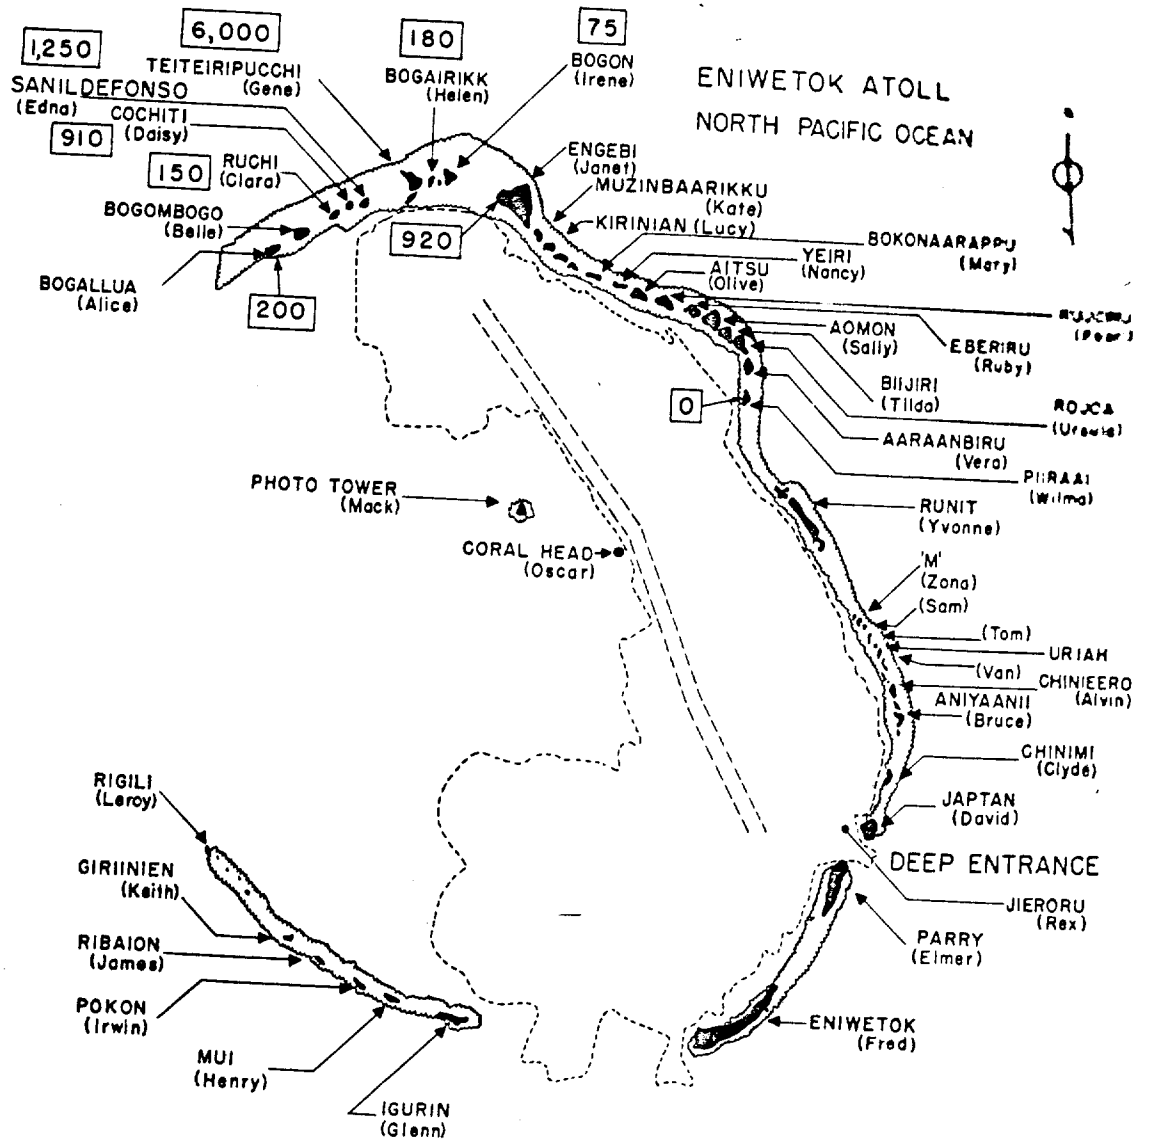 6,000
180
75
1,250
TEITEIRIPUCCHI
(Gene)
BOGAIRIKK
(Helen)
BOGON
(Irene)
ENIWETOK ATOLL
NORTH PACIFIC OCEAN
SANILDEFONSO
(Edna)
COCHITI
(Daisy)
910
150
RUCHI
(Clara)
BOGOMBOGO
(Belle)
BOGALLUA
(Alice)
200
920
ENGEBI
(Janet)
MUZINBAARIKKU
(Kate)
KIRINIAN (Lucy)
BOKONAARAPPU
(Mary)
YEIRI
(Nancy)
AITSU
(Olive)
AOMON
(Sally)
EBERIRU
(Ruby)
BIIJIRI
(Tilda)
ROJOA
(Ursula)
0
AARAANBIRU
(Vera)
PIIRAAI
(Wilma)
PHOTO TOWER
(Mack)
CORAL HEAD
(Oscar)
RUNIT
(Yvonne)
'M'
(Zona)
(Sam)
(Tom)
URIAH
(Van)
CHINIEERO
(Alvin)
ANIYAANII
(Bruce)
CHINIMI
(Clyde)
JAPTAN
(David)
DEEP ENTRANCE
JIERORU
(Rex)
PARRY
(Elmer)
ENIWETOK
(Fred)
RIGILI
(Leroy)
GIRIINIEN
(Keith)
RIBAION
(James)
POKON
(Irwin)
MUI
(Henry)
IGURIN
(Glenn)